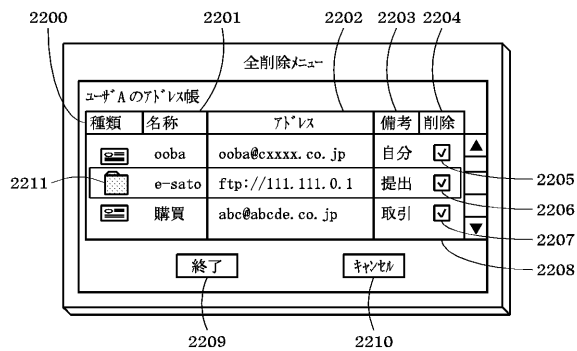 2200 2201 2202 2203 2204
全削除ﾒﾆｭｰ
ﾕｰｻﾞAのｱﾄﾞﾚｽ帳
種類 名称 ｱﾄﾞﾚｽ 備考 削除
ooba ooba@cxxxx.co.jp 自分
2211 e-sato ftp://111.111.0.1 提出 2205
購買 abc@abcde.co.jp 取引 2206
2207
終了 ｷｬﾝｾﾙ 2208
2209 2210